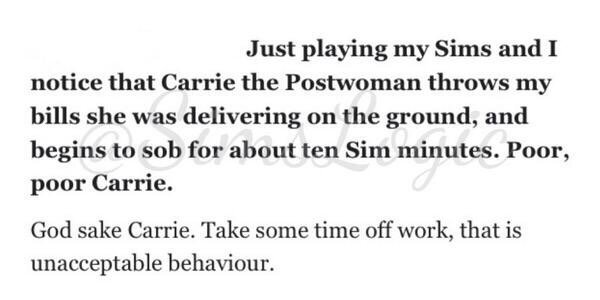 Just playing my Sims and I
notice that Carrie the Postwoman throws my
bills she was delivering on the ground, and
begins to sob for about ten Sim minutes. Poor,
poor Carrie.
God sake Carrie. Take some time off work, that is
unacceptable behaviour.
@SimsLogic